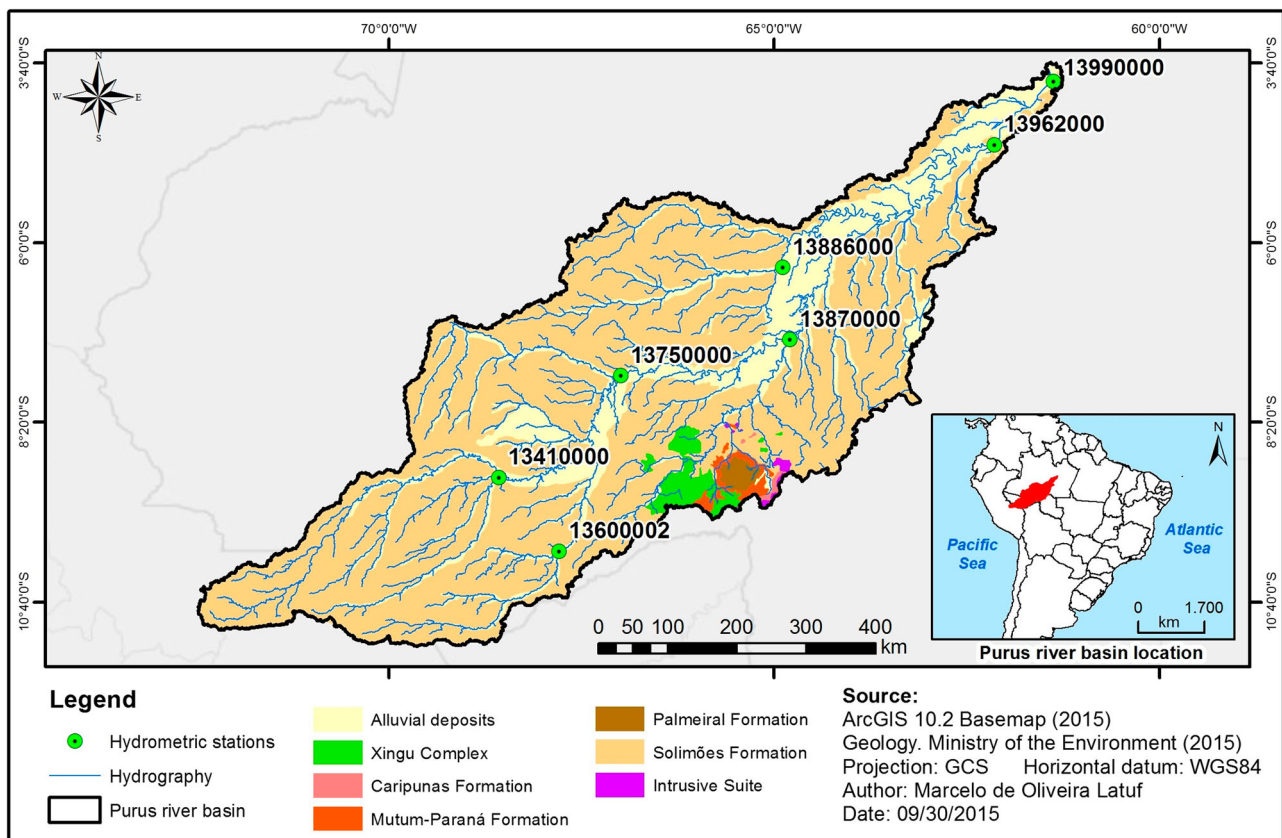 70°0'0"W
65°0'0"W
60°0'0"W
3°40'0"S
3°40'0"S
N
W
E
S
13990000
13962000
6°0'0"S
6°0'0"S
13886000
13870000
13750000
8°20'0"S
8°20'0"S
13410000
13600002
10°40'0"S
10°40'0"S
0 50 100 200 300 400
km
N
Pacific
Sea
Atlantic
Sea
0 1.700
km
Purus river basin location
Legend
Hydrometric stations
Hydrography
Purus river basin
Alluvial deposits
Xingu Complex
Caripunas Formation
Mutum-Paraná Formation
Palmeiral Formation
Solimões Formation
Intrusive Suite
Source:
ArcGIS 10.2 Basemap (2015)
Geology. Ministry of the Environment (2015)
Projection: GCS Horizontal datum: WGS84
Author: Marcelo de Oliveira Latuf
Date: 09/30/2015